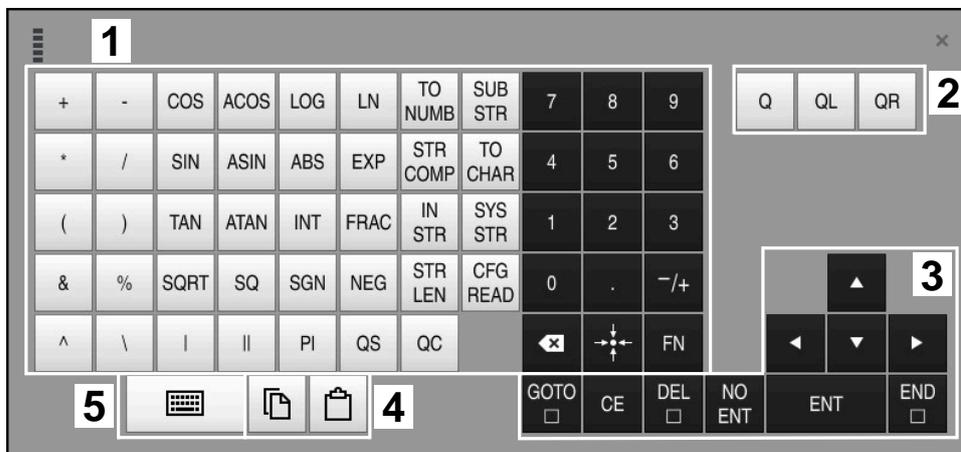 1
×
+ - COS ACOS LOG LN TO NUMB SUB STR 7 8 9 Q QL QR 2
* / SIN ASIN ABS EXP STR COMP TO CHAR 4 5 6
( ) TAN ATAN INT FRAC IN STR SYS STR 1 2 3
& % SQRT SQ SGN NEG STR LEN CFG READ 0 . −/+ 3
^ \ | || PI QS QC FN
5 4 GOTO CE DEL NO ENT ENT END